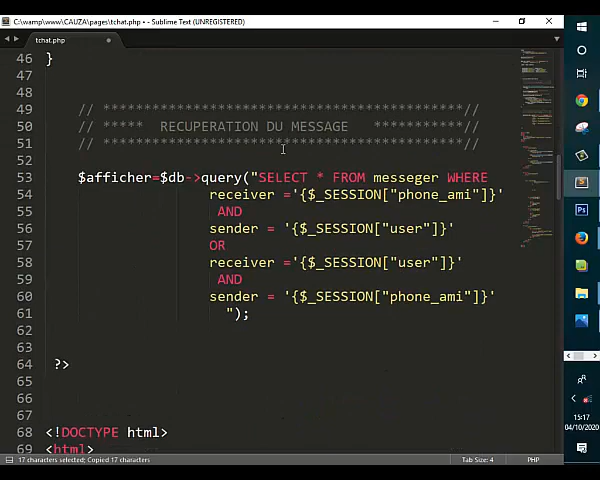 C:\wamp\www\CAUZA\pages\tchat.php • - Sublime Text (UNREGISTERED)
tchat.php
46 }
47
48
49 // ********************************************//
50 // ***** RECUPERATION DU MESSAGE ***********//
51 // ********************************************//
52
53 $afficher=$db->query("SELECT * FROM messeger WHERE
54 receiver ='{$_SESSION["phone_ami"]}'
55 AND
56 sender = '{$_SESSION["user"]}'
57 OR
58 receiver ='{$_SESSION["user"]}'
59 AND
60 sender = '{$_SESSION["phone_ami"]}'
61 ");
62
63
64 ?>
65
66
67
68 <!DOCTYPE html>
69 <html>
17 characters selected; Copied 17 characters
Tab Size: 4
PHP
15:17
04/10/2020